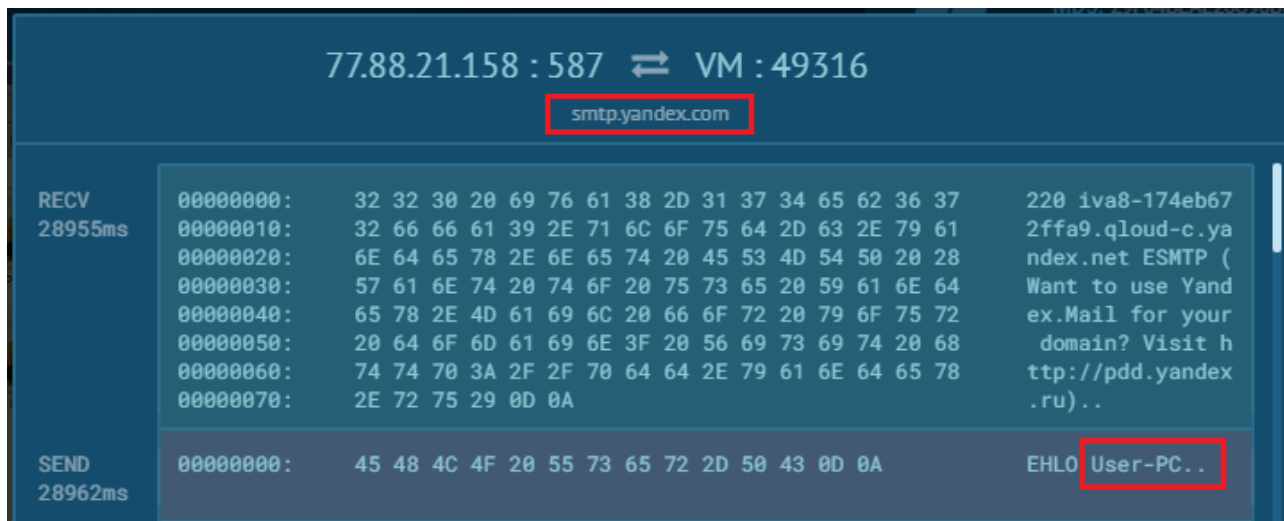 77.88.21.158 : 587 ⇄ VM : 49316
smtp.yandex.com
RECV
28955ms
00000000: 32 32 30 20 69 76 61 38 2D 31 37 34 65 62 36 37 220 iva8-174eb67
00000010: 32 66 66 61 39 2E 71 6C 6F 75 64 2D 63 2E 79 61 2ffa9.qloud-c.ya
00000020: 6E 64 65 78 2E 6E 65 74 20 45 53 4D 54 50 20 28 ndex.net ESMTP (
00000030: 57 61 6E 74 20 74 6F 20 75 73 65 20 59 61 6E 64 Want to use Yand
00000040: 65 78 2E 4D 61 69 6C 20 66 6F 72 20 79 6F 75 72 ex.Mail for your
00000050: 20 64 6F 6D 61 69 6E 3F 20 56 69 73 69 74 20 68 domain? Visit h
00000060: 74 74 70 3A 2F 2F 70 64 64 2E 79 61 6E 64 65 78 ttp://pdd.yandex
00000070: 2E 72 75 29 0D 0A .ru)..
SEND
28962ms
00000000: 45 48 4C 4F 20 55 73 65 72 2D 50 43 0D 0A EHLO User-PC..